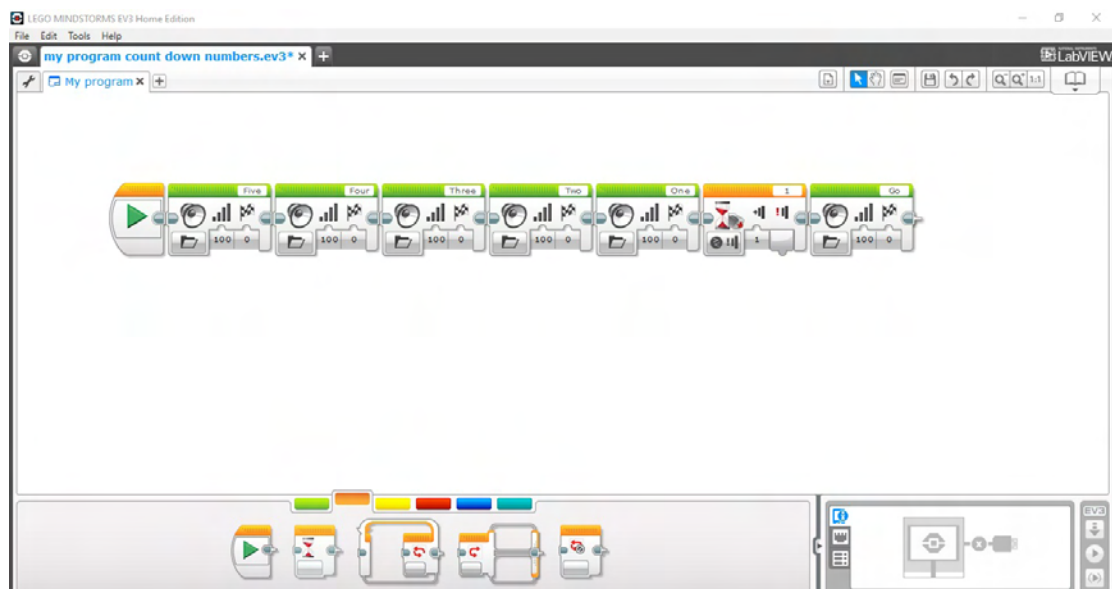 LEGO MINDSTORMS EV3 Home Edition
File Edit Tools Help
my program count down numbers.ev3*
LabVIEW
My program
1:1
Five Four Three Two One 1 Go
100 0 100 0 100 0 100 0 100 0 1 100 0
EV3